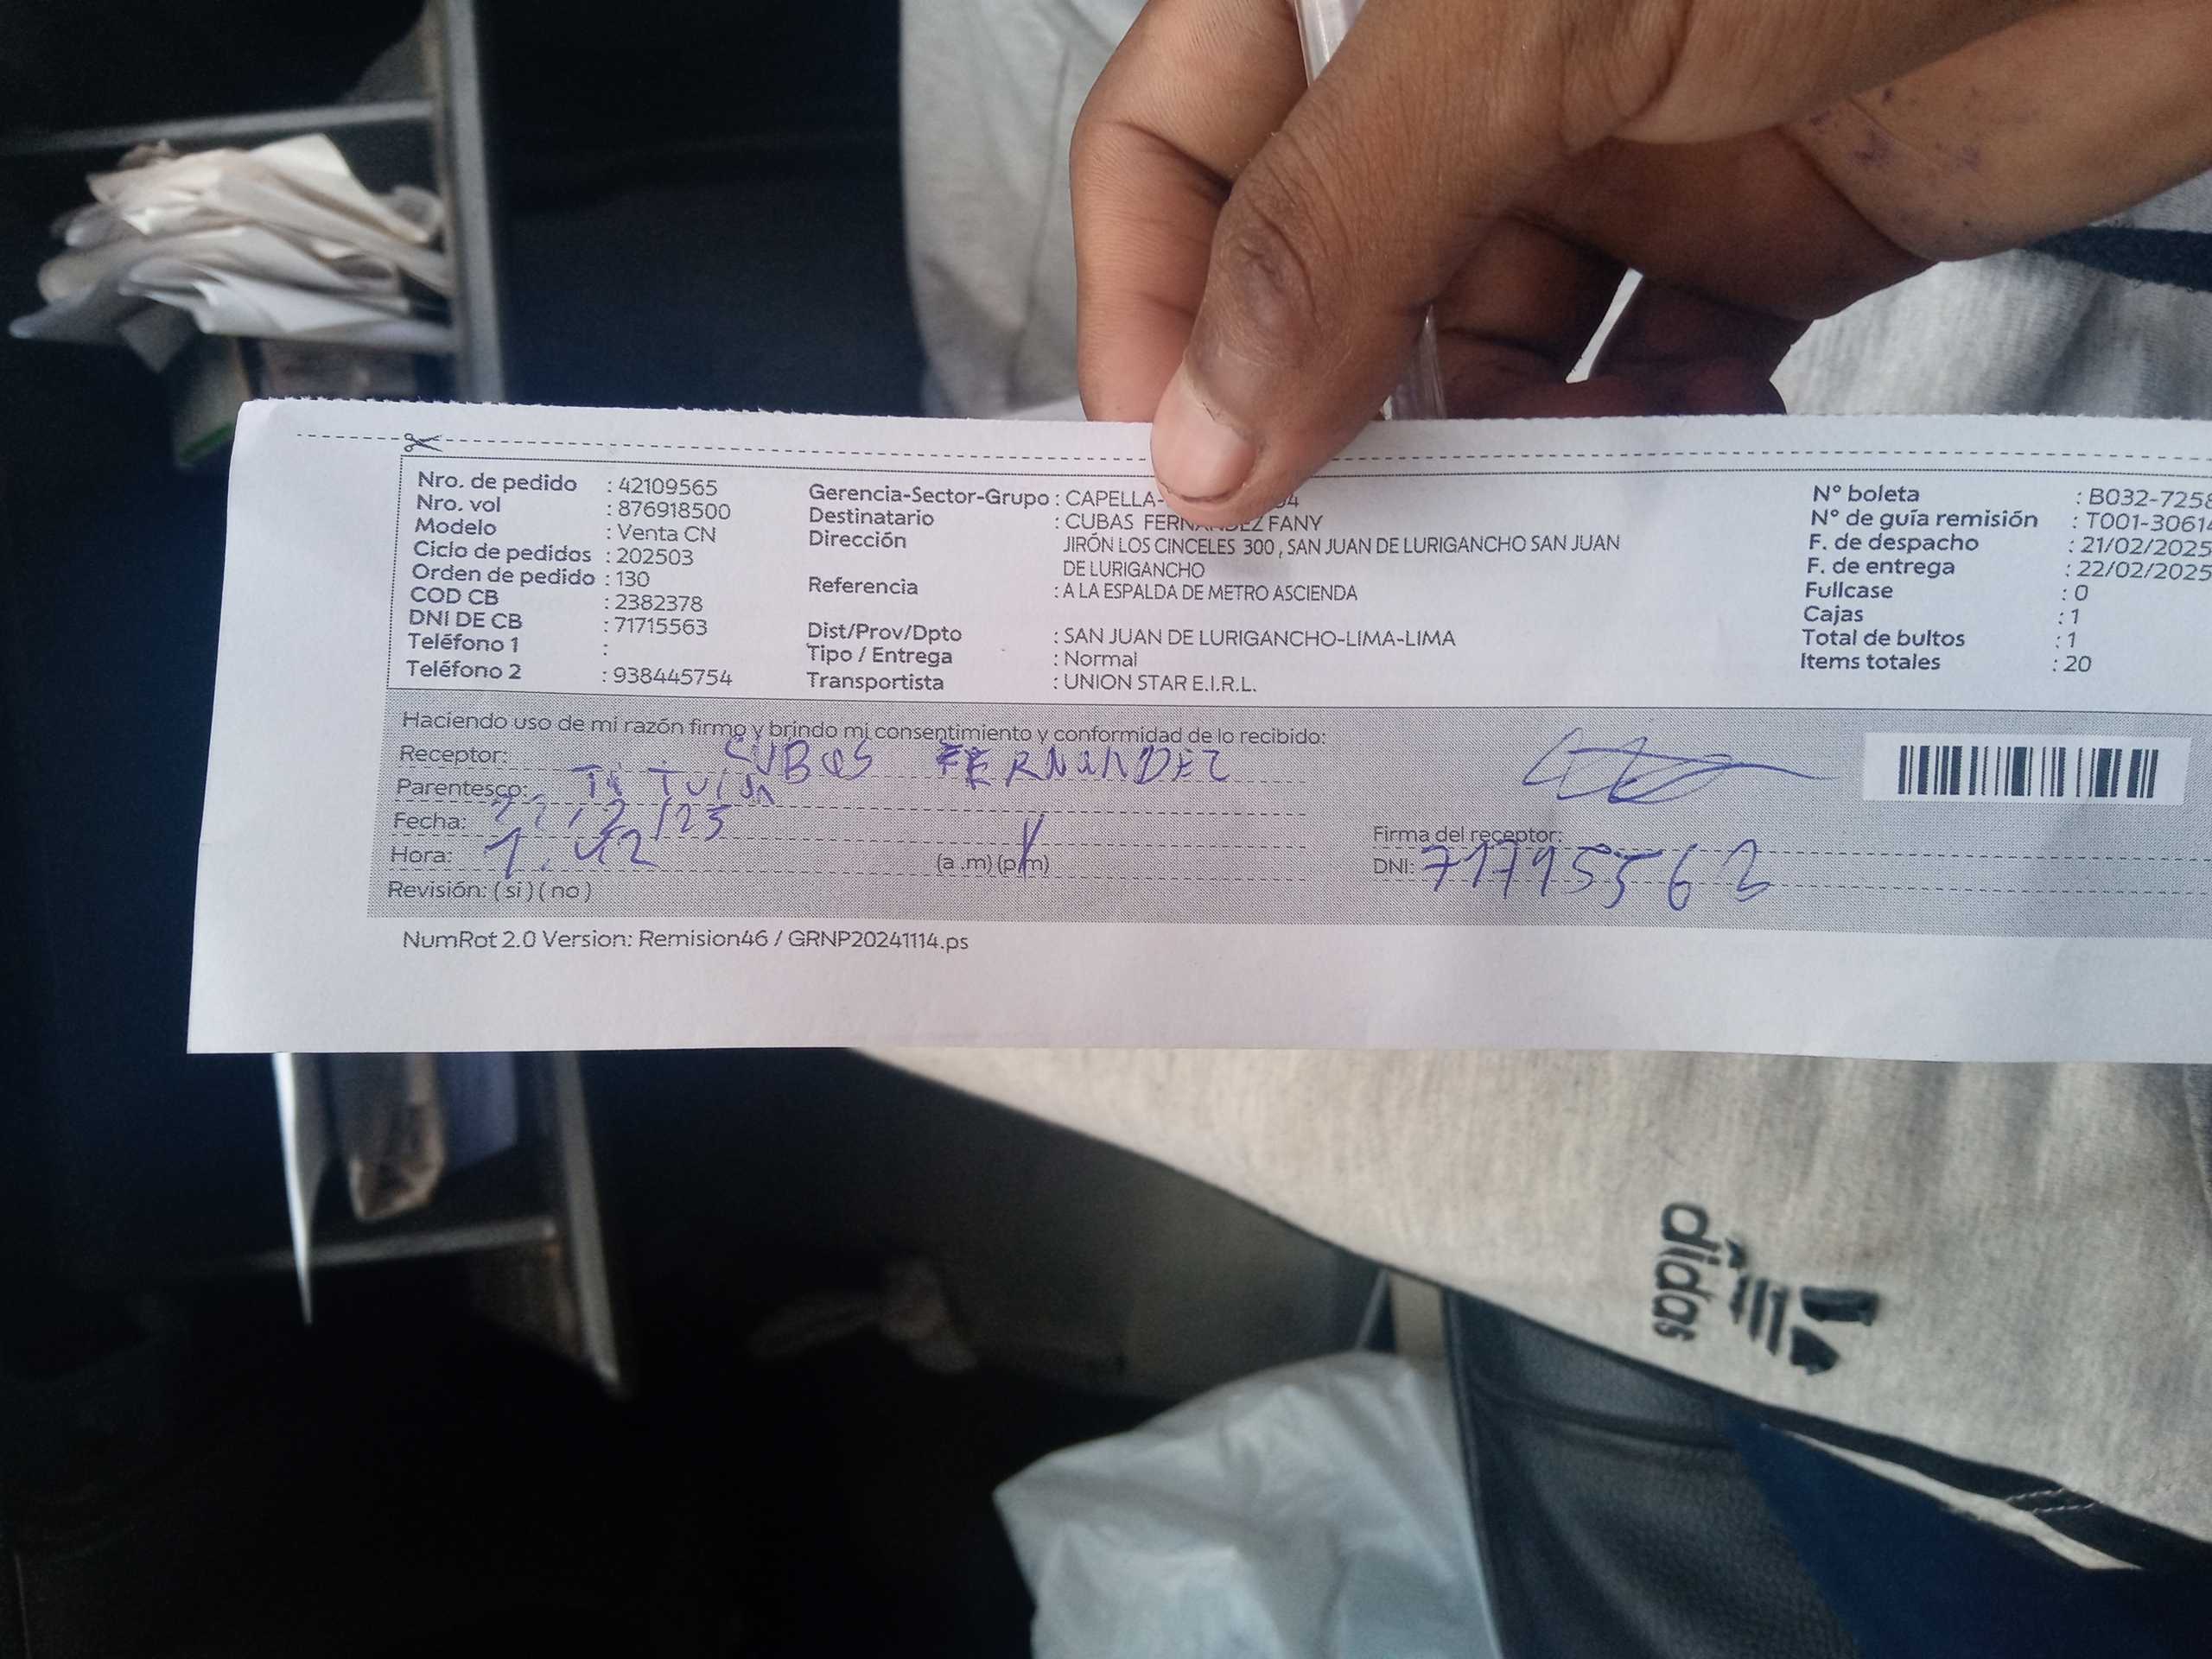 Nro. de pedido : 42109565
Nro. vol : 876918500
Modelo : Venta CN
Ciclo de pedidos : 202503
Orden de pedido : 130
COD CB : 2382378
DNI DE CB : 71715563
Teléfono 1 :
Teléfono 2 : 938445754
Gerencia-Sector-Grupo : CAPELLA-
Destinatario : CUBAS FERNANDEZ FANY
Dirección JIRÓN LOS CINCELES 300 , SAN JUAN DE LURIGANCHO SAN JUAN
DE LURIGANCHO
Referencia : A LA ESPALDA DE METRO ASCIENDA
Dist/Prov/Dpto : SAN JUAN DE LURIGANCHO-LIMA-LIMA
Tipo / Entrega : Normal
Transportista : UNION STAR E.I.R.L.
N° boleta : B032-7258
N° de guía remisión : T001-30614
F. de despacho : 21/02/2025
F. de entrega : 22/02/2025
Fullcase : 0
Cajas : 1
Total de bultos : 1
Items totales : 20
Haciendo uso de mi razón firmo y brindo mi consentimiento y conformidad de lo recibido:
Receptor: CUBAS FERNANDEZ
Parentesco:
Fecha: 22/2/25
Hora: 1.42 (a .m) (p.m)
Revisión: ( si ) ( no )
Firma del receptor:
DNI: 71795563
NumRot 2.0 Version: Remision46 / GRNP20241114.ps
adidas